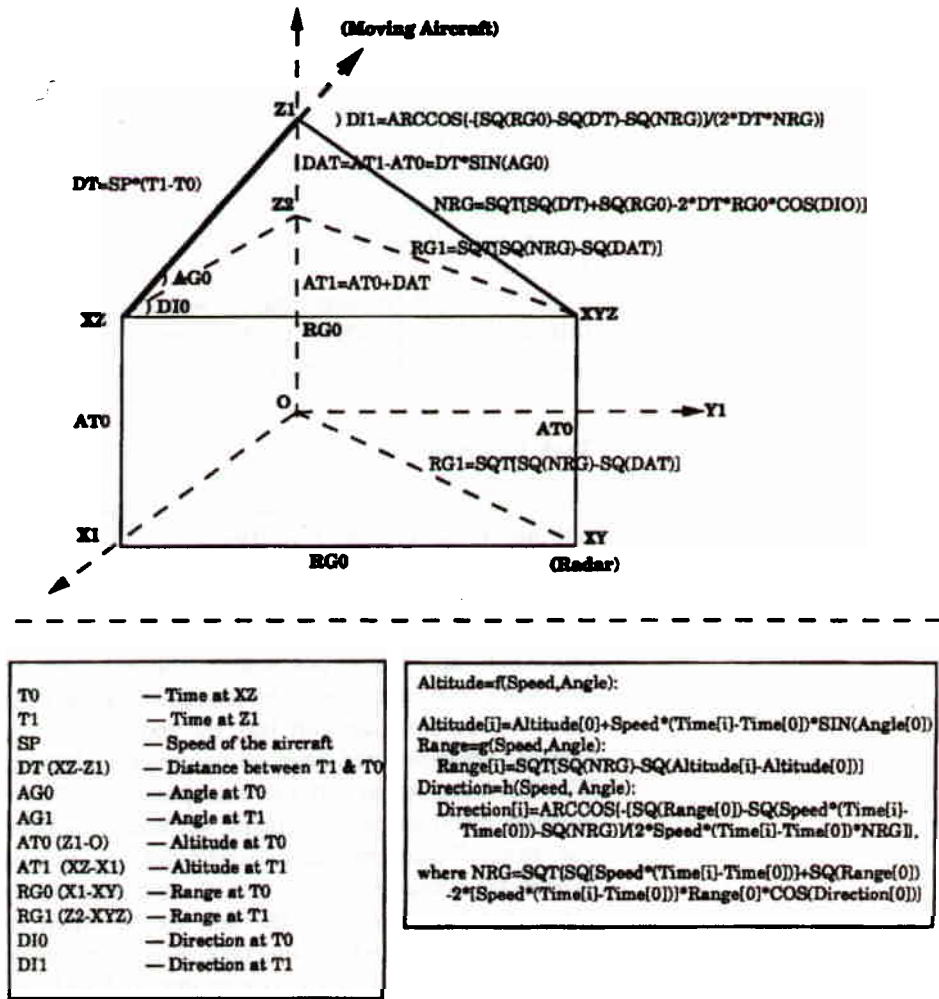 (Moving Aircraft)
Z1
) DI1=ARCCOS{-[SQ(RG0)-SQ(DT)-SQ(NRG)]/(2*DT*NRG)}
DAT=AT1-AT0=DT*SIN(AG0)
DT=SP*(T1-T0)
Z2
NRG=SQT[SQ(DT)+SQ(RG0)-2*DT*RG0*COS(DIO)]
RG1=SQT[SQ(NRG)-SQ(DAT)]
) AG0
AT1=AT0+DAT
) DI0
XZ
XYZ
RG0
O
Y1
AT0
AT0
RG1=SQT[SQ(NRG)-SQ(DAT)]
X1
XY
RG0
(Radar)
T0 — Time at XZ
T1 — Time at Z1
SP — Speed of the aircraft
DT (XZ-Z1) — Distance between T1 & T0
AG0 — Angle at T0
AG1 — Angle at T1
AT0 (Z1-O) — Altitude at T0
AT1 (XZ-X1) — Altitude at T1
RG0 (X1-XY) — Range at T0
RG1 (Z2-XYZ) — Range at T1
DI0 — Direction at T0
DI1 — Direction at T1
Altitude=f(Speed,Angle):
Altitude[i]=Altitude[0]+Speed*(Time[i]-Time[0])*SIN(Angle[0])
Range=g(Speed,Angle):
Range[i]=SQT[SQ(NRG)-SQ(Altitude[i]-Altitude[0])]
Direction=h(Speed, Angle):
Direction[i]=ARCCOS{-[SQ(Range[0])-SQ(Speed*(Time[i]-
Time[0]))-SQ(NRG)]/(2*Speed*(Time[i]-Time[0])*NRG]},
where NRG=SQT{SQ[Speed*(Time[i]-Time[0])]+SQ(Range[0])
-2*[Speed*(Time[i]-Time[0])]*Range[0]*COS(Direction[0])}